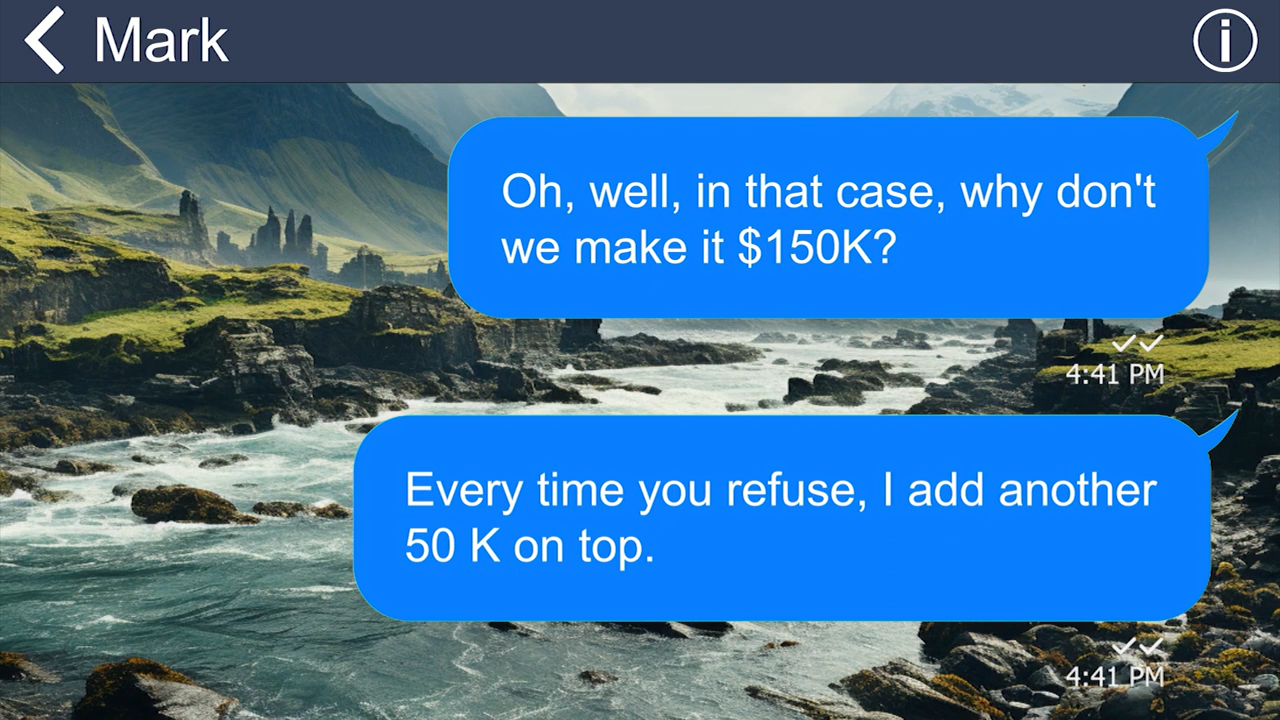 Mark
Oh, well, in that case, why don't
we make it $150K?
4:41 PM
Every time you refuse, I add another
50 K on top.
4:41 PM